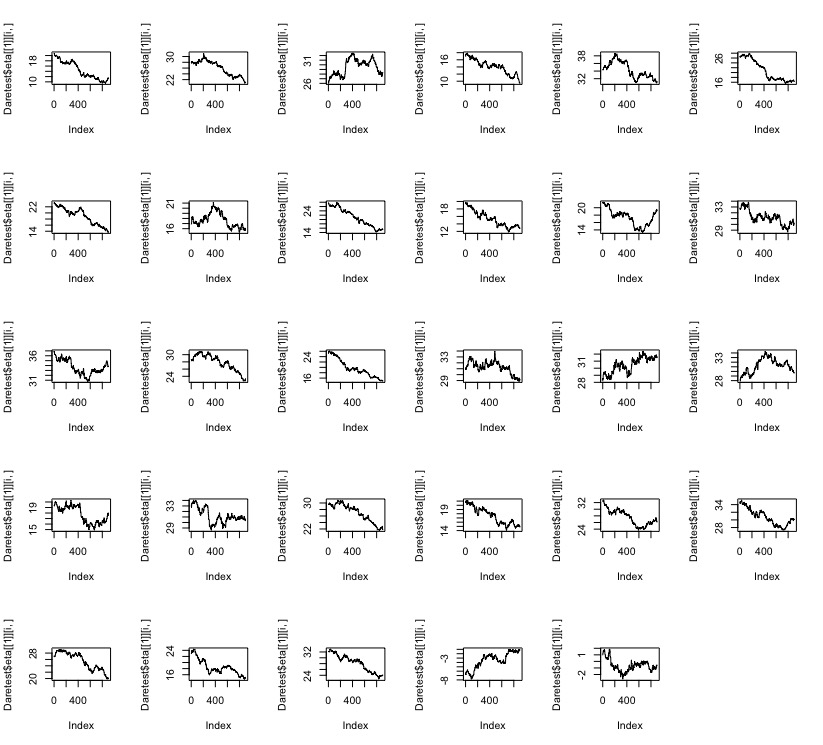 Daretest$eta[[1]][i, ]
10 18
0 400
Index
Daretest$eta[[1]][i, ]
22 30
0 400
Index
Daretest$eta[[1]][i, ]
26 31
0 400
Index
Daretest$eta[[1]][i, ]
10 16
0 400
Index
Daretest$eta[[1]][i, ]
32 38
0 400
Index
Daretest$eta[[1]][i, ]
16 26
0 400
Index
Daretest$eta[[1]][i, ]
14 22
0 400
Index
Daretest$eta[[1]][i, ]
16 21
0 400
Index
Daretest$eta[[1]][i, ]
14 24
0 400
Index
Daretest$eta[[1]][i, ]
12 18
0 400
Index
Daretest$eta[[1]][i, ]
14 20
0 400
Index
Daretest$eta[[1]][i, ]
29 33
0 400
Index
Daretest$eta[[1]][i, ]
31 36
0 400
Index
Daretest$eta[[1]][i, ]
24 30
0 400
Index
Daretest$eta[[1]][i, ]
16 24
0 400
Index
Daretest$eta[[1]][i, ]
29 33
0 400
Index
Daretest$eta[[1]][i, ]
28 31
0 400
Index
Daretest$eta[[1]][i, ]
28 33
0 400
Index
Daretest$eta[[1]][i, ]
15 19
0 400
Index
Daretest$eta[[1]][i, ]
29 33
0 400
Index
Daretest$eta[[1]][i, ]
22 30
0 400
Index
Daretest$eta[[1]][i, ]
14 19
0 400
Index
Daretest$eta[[1]][i, ]
24 32
0 400
Index
Daretest$eta[[1]][i, ]
28 34
0 400
Index
Daretest$eta[[1]][i, ]
20 28
0 400
Index
Daretest$eta[[1]][i, ]
16 24
0 400
Index
Daretest$eta[[1]][i, ]
24 32
0 400
Index
Daretest$eta[[1]][i, ]
-8 -3
0 400
Index
Daretest$eta[[1]][i, ]
-2 1
0 400
Index